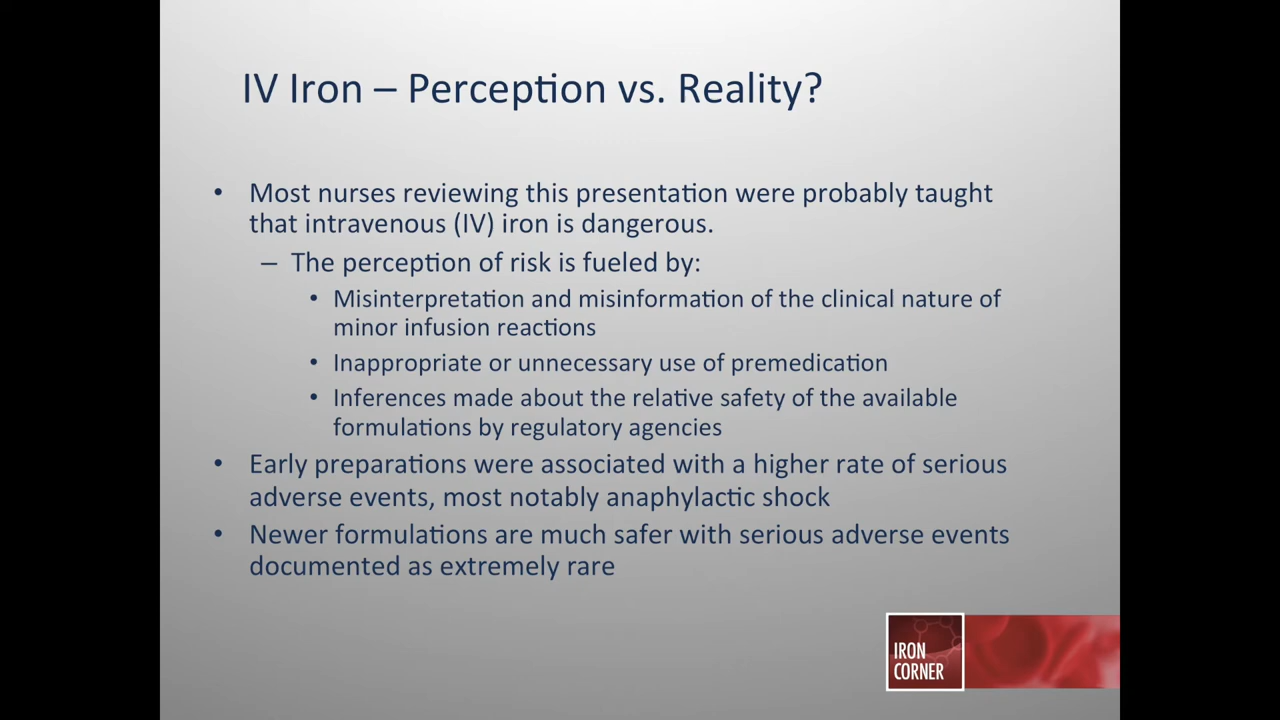 IV Iron – Perception vs. Reality?
• Most nurses reviewing this presentation were probably taught
that intravenous (IV) iron is dangerous.
– The perception of risk is fueled by:
• Misinterpretation and misinformation of the clinical nature of
minor infusion reactions
• Inappropriate or unnecessary use of premedication
• Inferences made about the relative safety of the available
formulations by regulatory agencies
• Early preparations were associated with a higher rate of serious
adverse events, most notably anaphylactic shock
• Newer formulations are much safer with serious adverse events
documented as extremely rare
IRON
CORNER